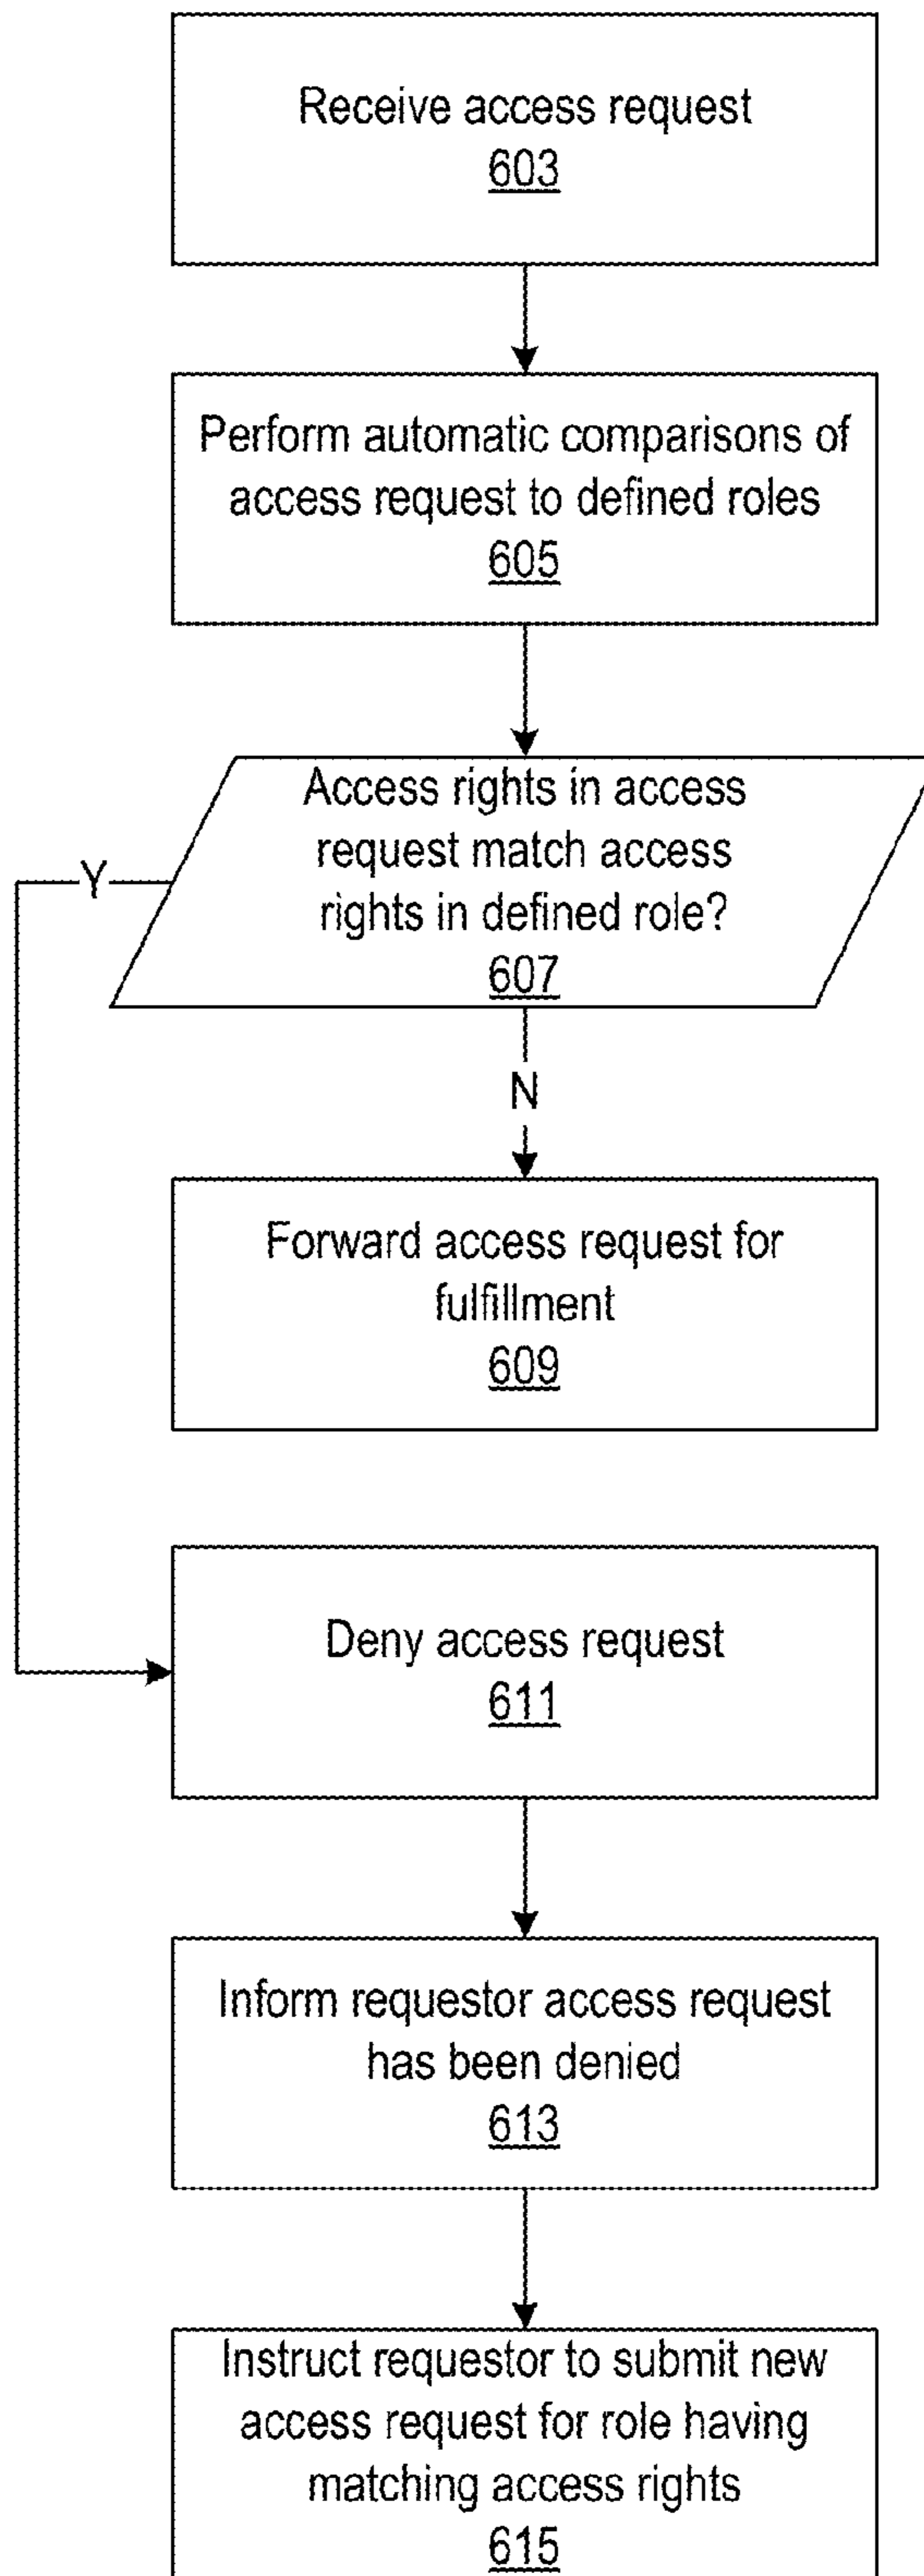 Receive access request
603
Perform automatic comparisons of
access request to defined roles
605
Access rights in access
request match access
rights in defined role?
607
Y
N
Forward access request for
fulfillment
609
Deny access request
611
Inform requestor access request
has been denied
613
Instruct requestor to submit new
access request for role having
matching access rights
615